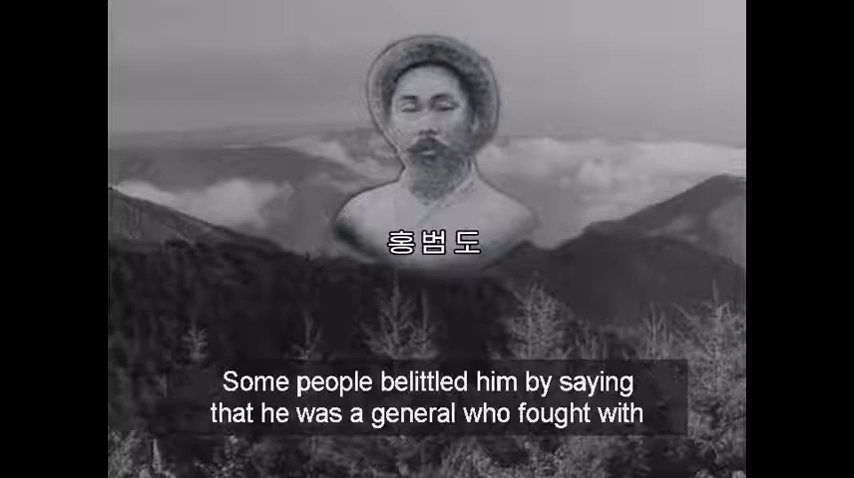 홍범도
Some people belittled him by saying
that he was a general who fought with